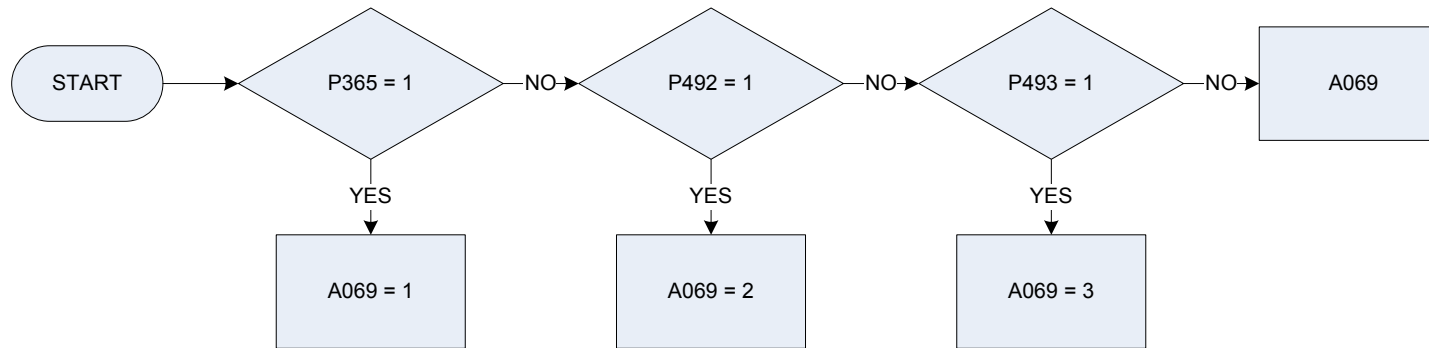 START
P365 = 1
NO
P492 = 1
NO
P493 = 1
NO
A069
YES
YES
YES
A069 = 1
A069 = 2
A069 = 3